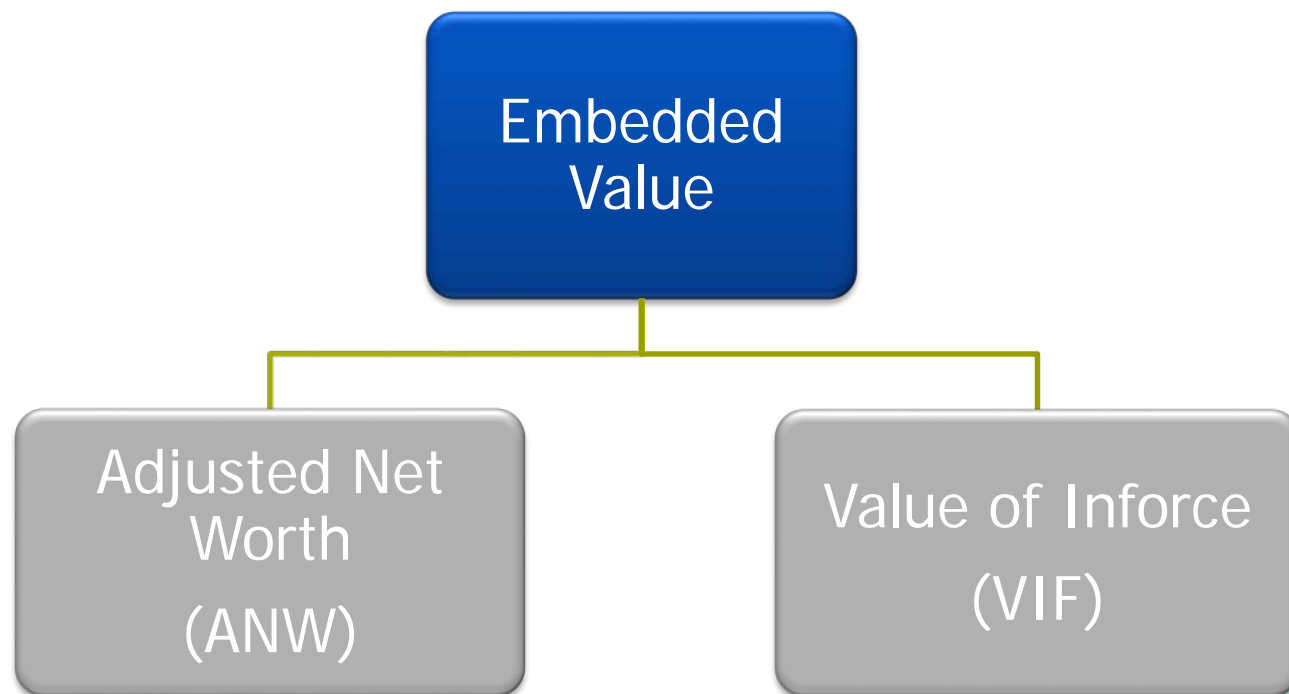 Embedded
Value
Adjusted Net
Worth
(ANW)
Value of Inforce
(VIF)